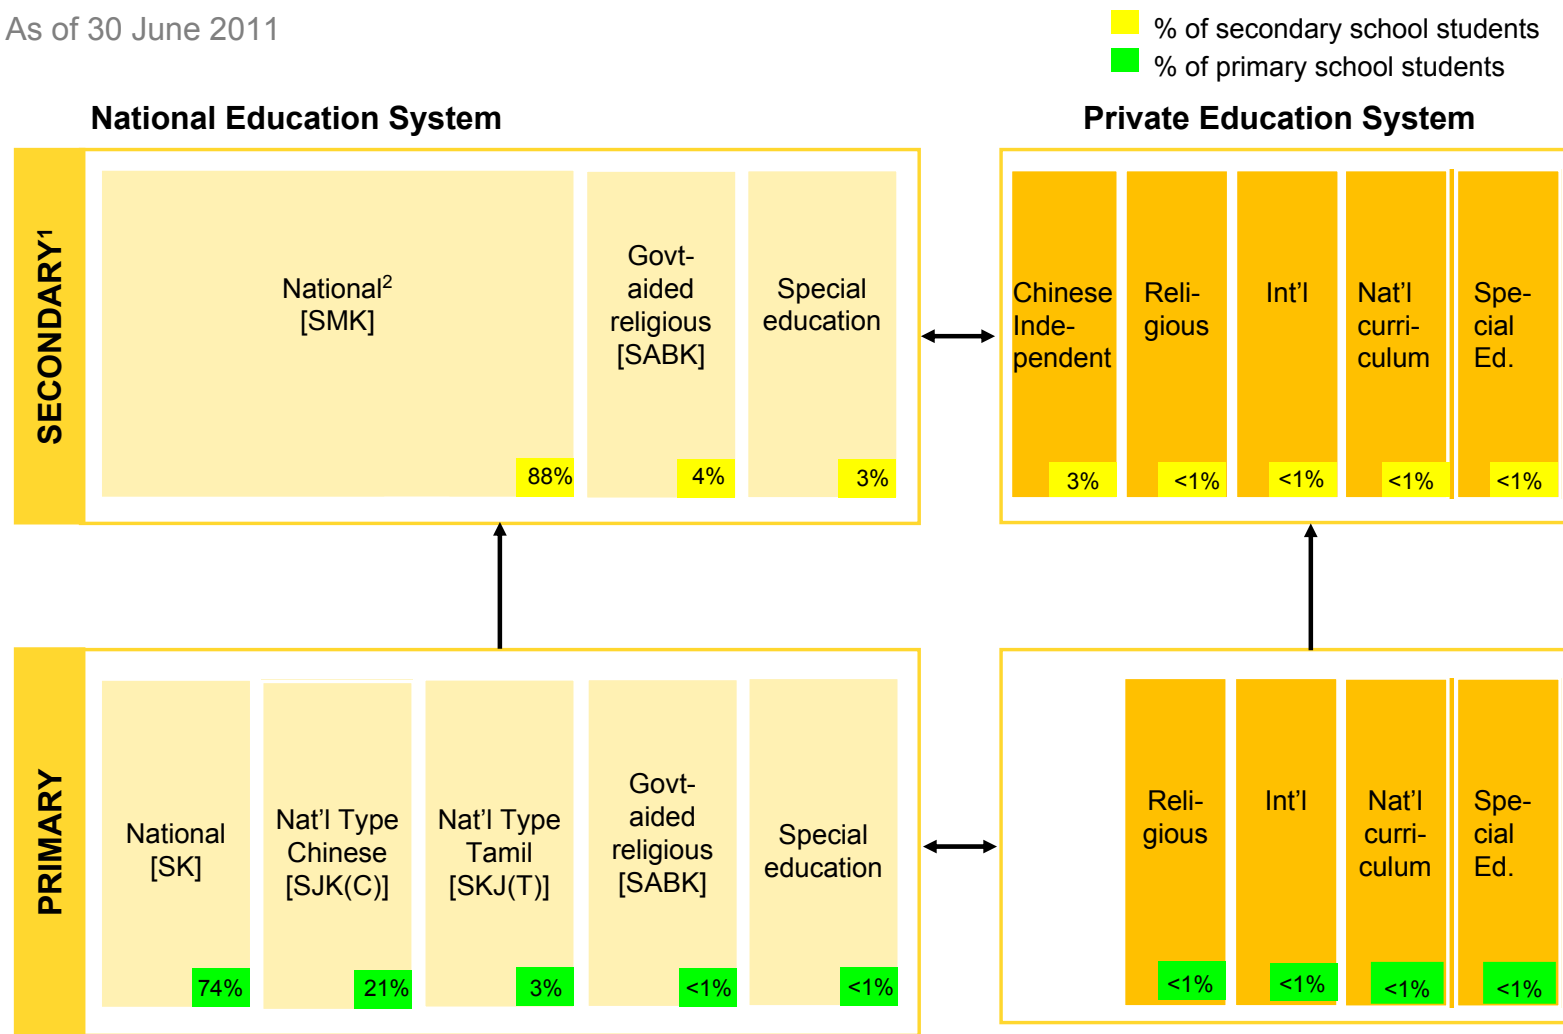 As of 30 June 2011
% of secondary school students
% of primary school students
National Education System
Private Education System
SECONDARY¹
National²
[SMK]
88%
Govt-
aided
religious
[SABK]
4%
Special
education
3%
Chinese
Inde-
pendent
3%
Reli-
gious
<1%
Int'l
<1%
Nat'l
curri-
culum
<1%
Spe-
cial
Ed.
<1%
PRIMARY
National
[SK]
74%
Nat'l Type
Chinese
[SJK(C)]
21%
Nat'l Type
Tamil
[SKJ(T)]
3%
Govt-
aided
religious
[SABK]
<1%
Special
education
<1%
Reli-
gious
<1%
Int'l
<1%
Nat'l
curri-
culum
<1%
Spe-
cial
Ed.
<1%